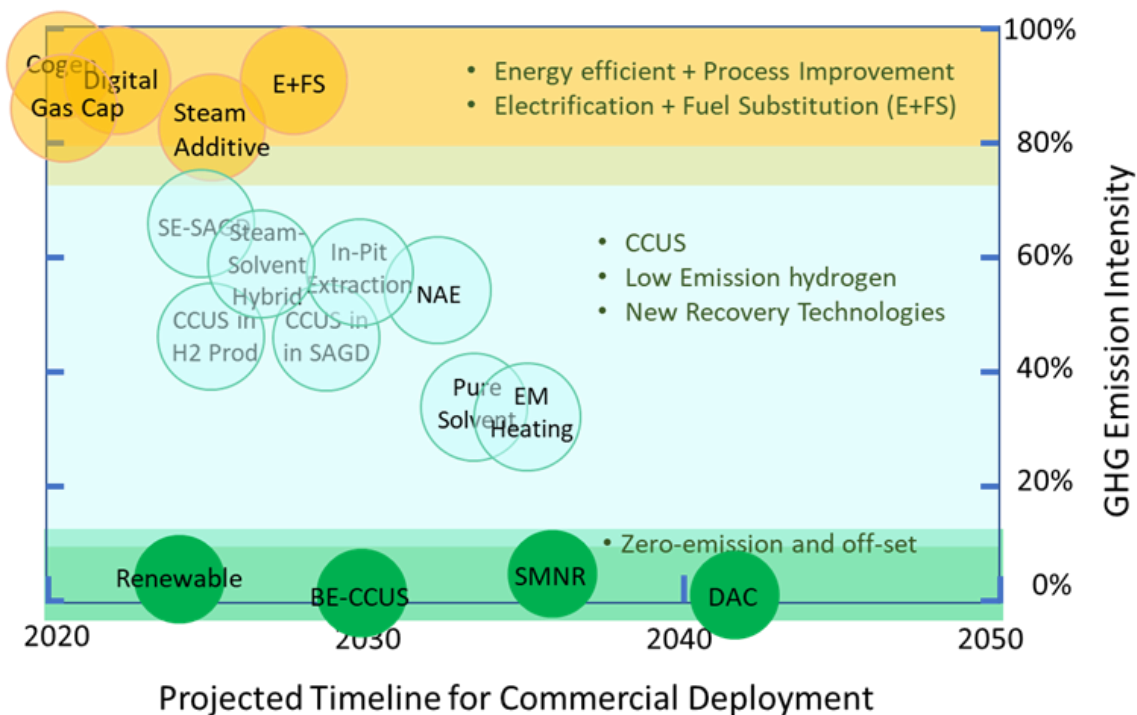 100%
Cogen
Digital
Gas Cap
Steam
Additive
E+FS
• Energy efficient + Process Improvement
• Electrification + Fuel Substitution (E+FS)
80%
SE-SAGD
Steam-
Solvent
Hybrid
In-Pit
Extraction
NAE
CCUS in
H2 Prod
CCUS in
in SAGD
• CCUS
• Low Emission hydrogen
• New Recovery Technologies
60%
40%
Pure
Solvent
EM
Heating
20%
• Zero-emission and off-set
Renewable
BE-CCUS
SMNR
DAC
0%
GHG Emission Intensity
2020
2030
2040
2050
Projected Timeline for Commercial Deployment